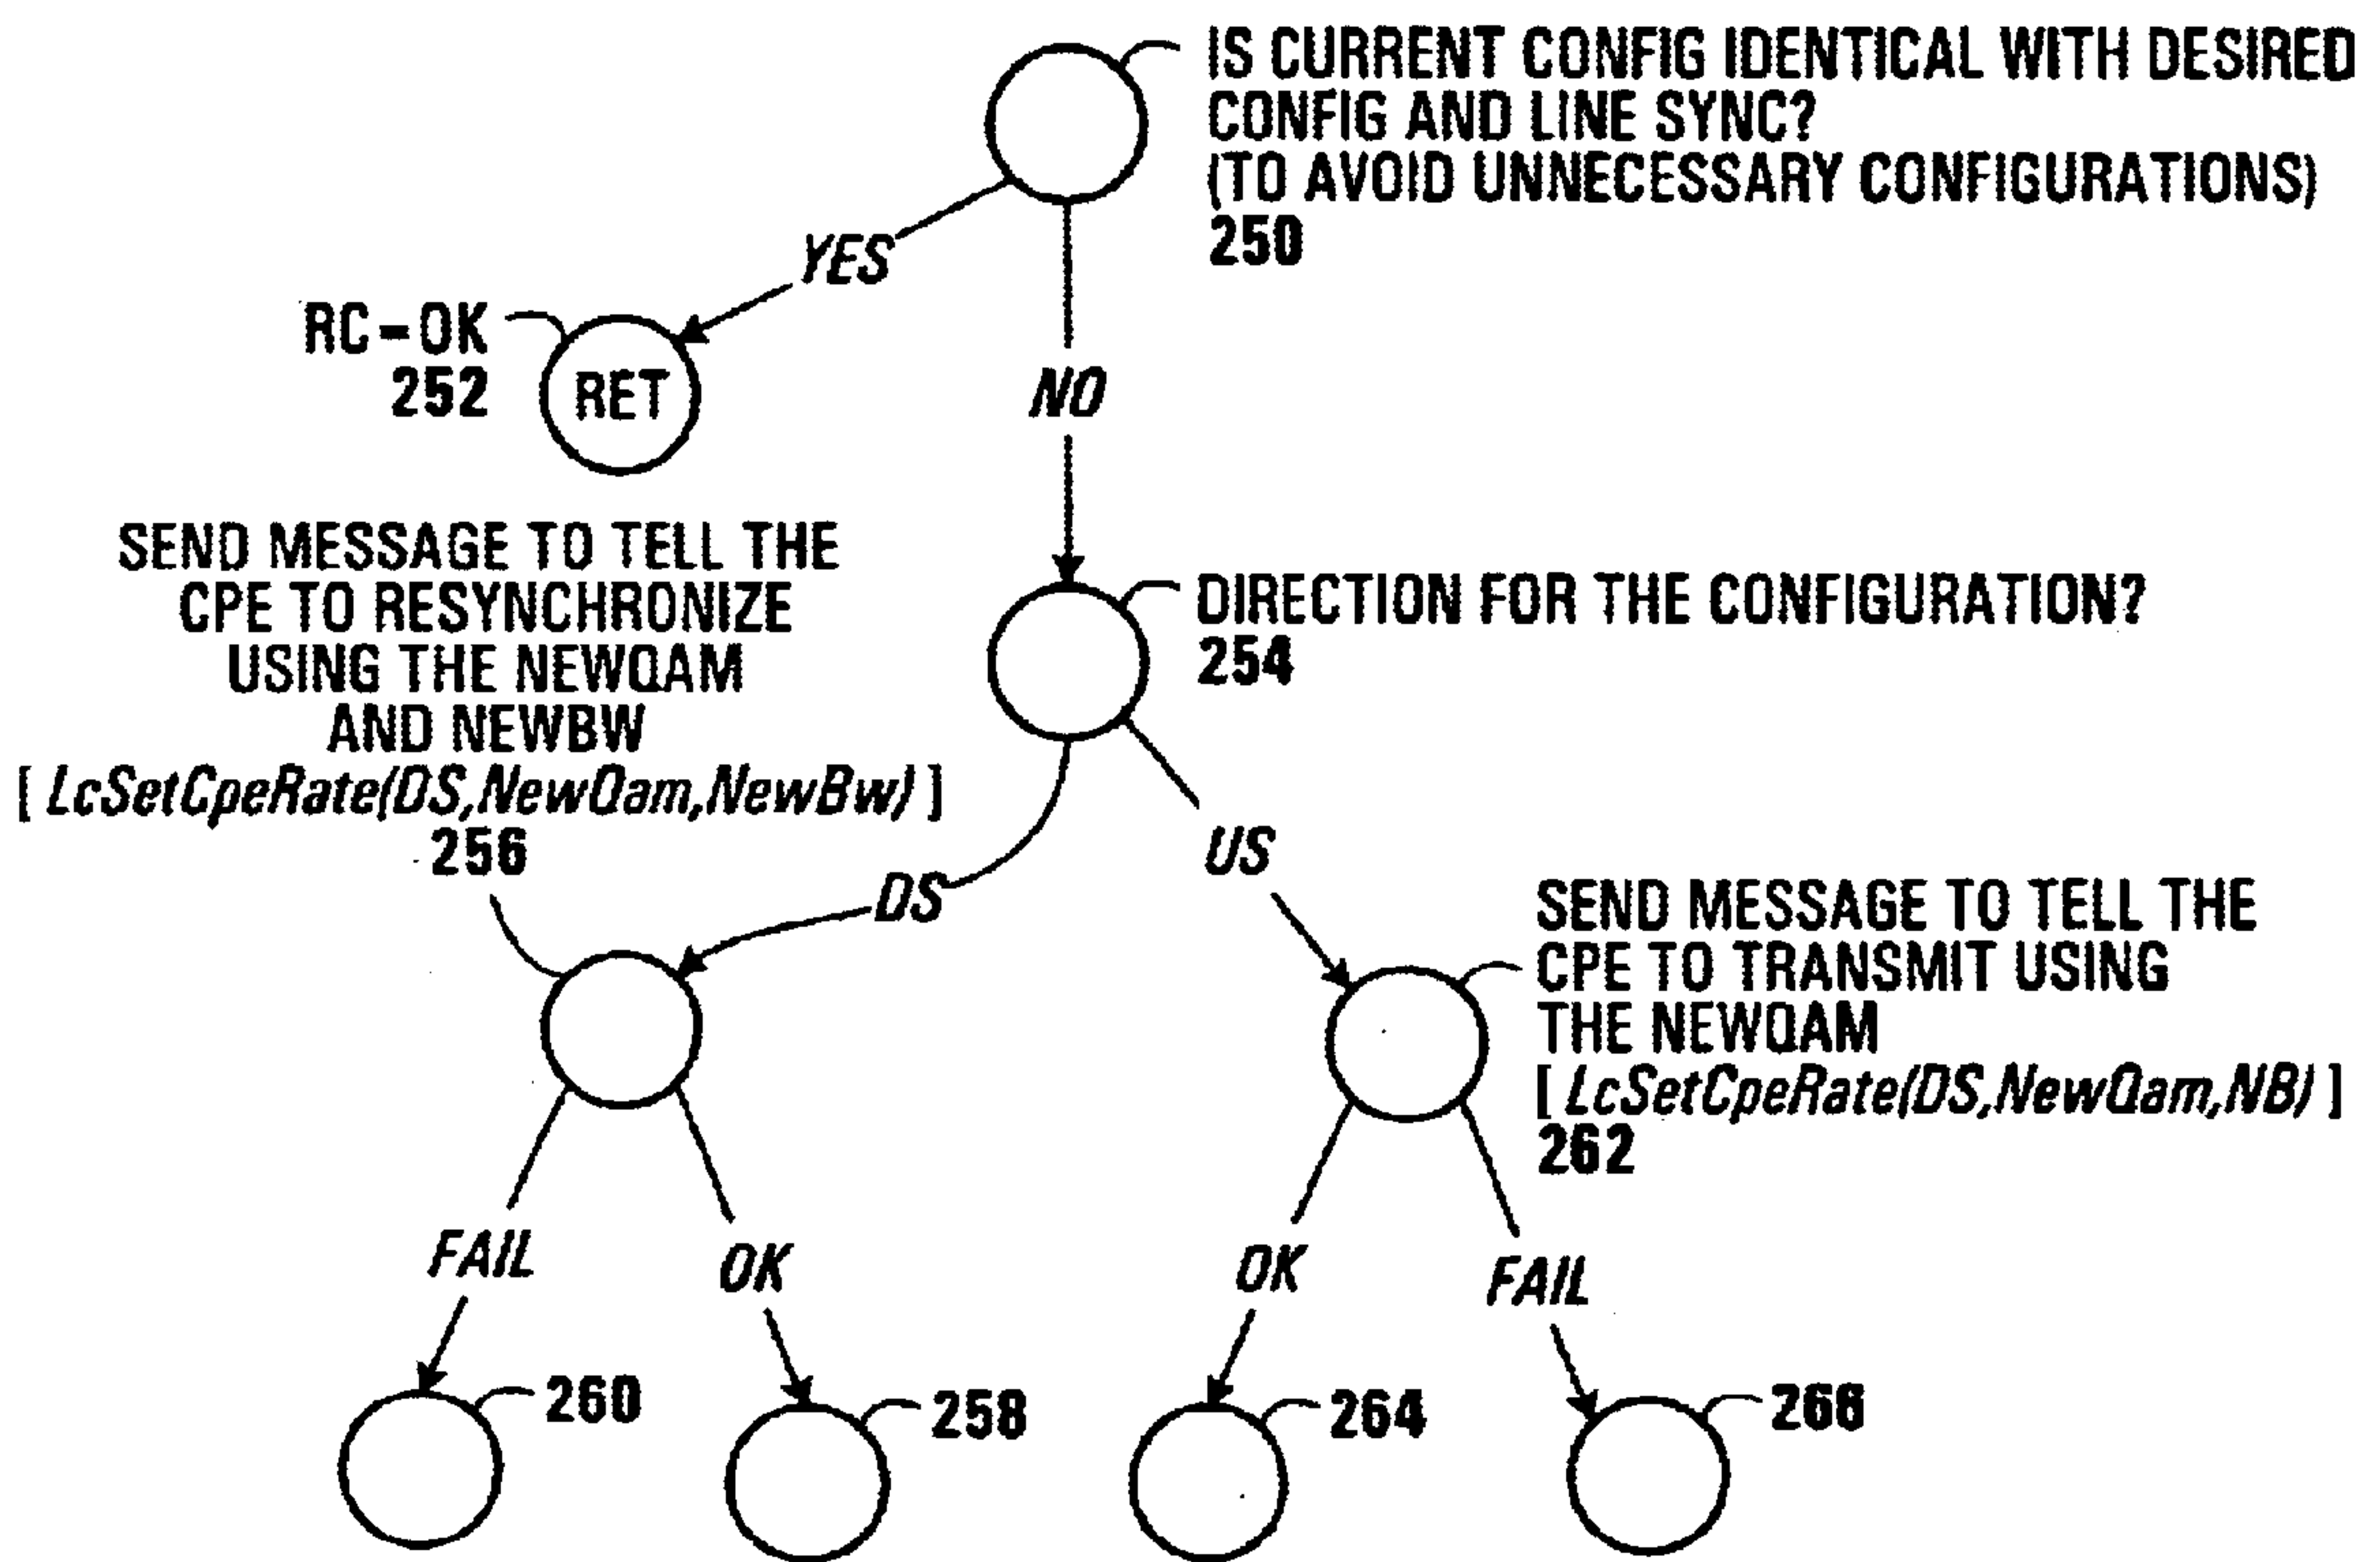 IS CURRENT CONFIG IDENTICAL WITH DESIRED
CONFIG AND LINE SYNC?
(TO AVOID UNNECESSARY CONFIGURATIONS)
250
YES
RC-OK
252
RET
NO
SEND MESSAGE TO TELL THE
CPE TO RESYNCHRONIZE
USING THE NEWQAM
AND NEWBW
[ LcSetCpeRate(DS,NewQam,NewBw) ]
256
DIRECTION FOR THE CONFIGURATION?
254
DS
US
SEND MESSAGE TO TELL THE
CPE TO TRANSMIT USING
THE NEWQAM
[ LcSetCpeRate(DS,NewQam,NB) ]
262
FAIL
OK
OK
FAIL
260
258
264
266